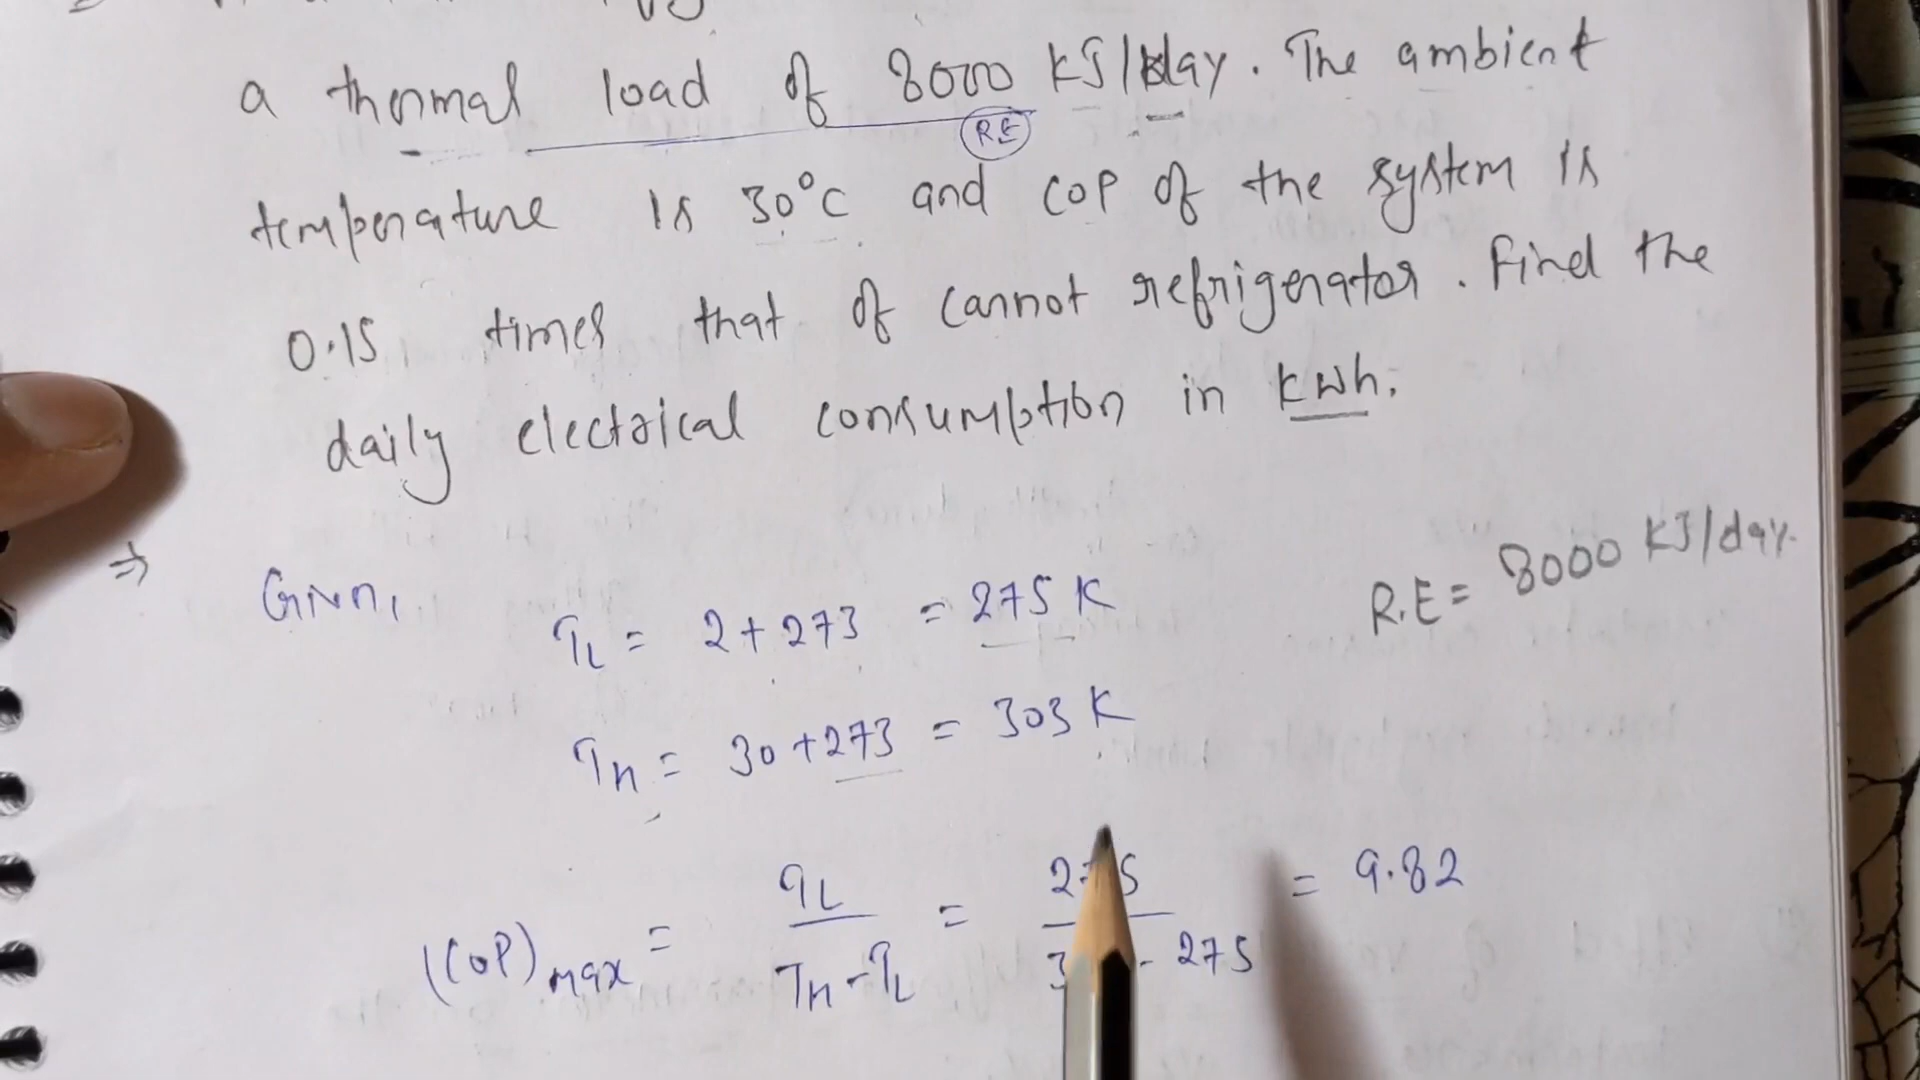 a thermal load of 8000 kJ/day. The ambient
RE
temperature is 30°C and COP of the system is
0.15 times that of carnot refrigerator. Find the
daily electrical consumption in kWh.
⇒ Given,
R.E = 8000 kJ/day.
TL = 2 + 273 = 275 K
TH = 30 + 273 = 303 K
(COP)max = TL / TH - TL = 275 / 3 - 275 = 9.82